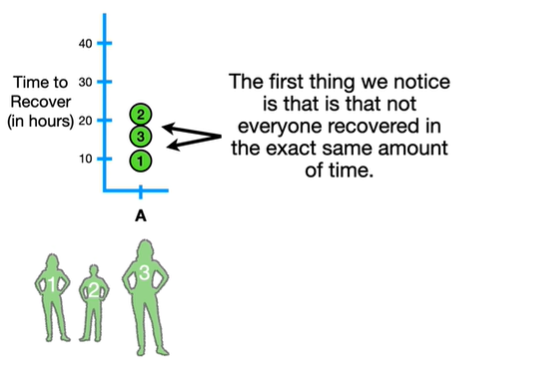 40
Time to 30
Recover
(in hours) 20
10
2
3
1
A
The first thing we notice
is that is that not
everyone recovered in
the exact same amount
of time.
1
2
3